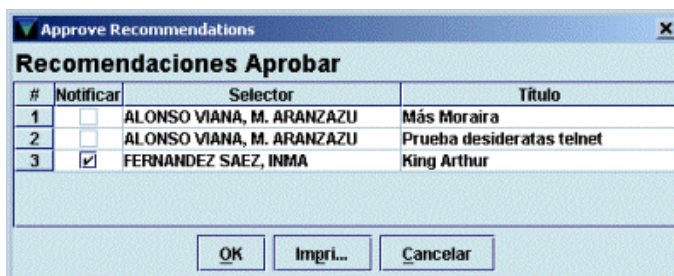 Approve Recommendations
Recomendaciones Aprobar
# Notificar Selector Título
1 ALONSO VIANA, M. ARANZAZU Más Moraira
2 ALONSO VIANA, M. ARANZAZU Prueba desideratas telnet
3 FERNANDEZ SAEZ, INMA King Arthur
OK Impri... Cancelar